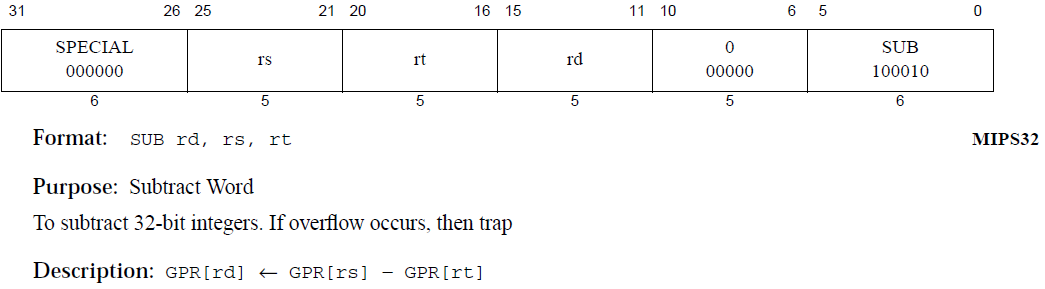 31 26 25 21 20 16 15 11 10 6 5 0
SPECIAL rs rt rd 0 SUB
000000 00000 100010
6 5 5 5 5 6
Format: SUB rd, rs, rt MIPS32
Purpose: Subtract Word
To subtract 32-bit integers. If overflow occurs, then trap
Description: GPR[rd] ← GPR[rs] − GPR[rt]